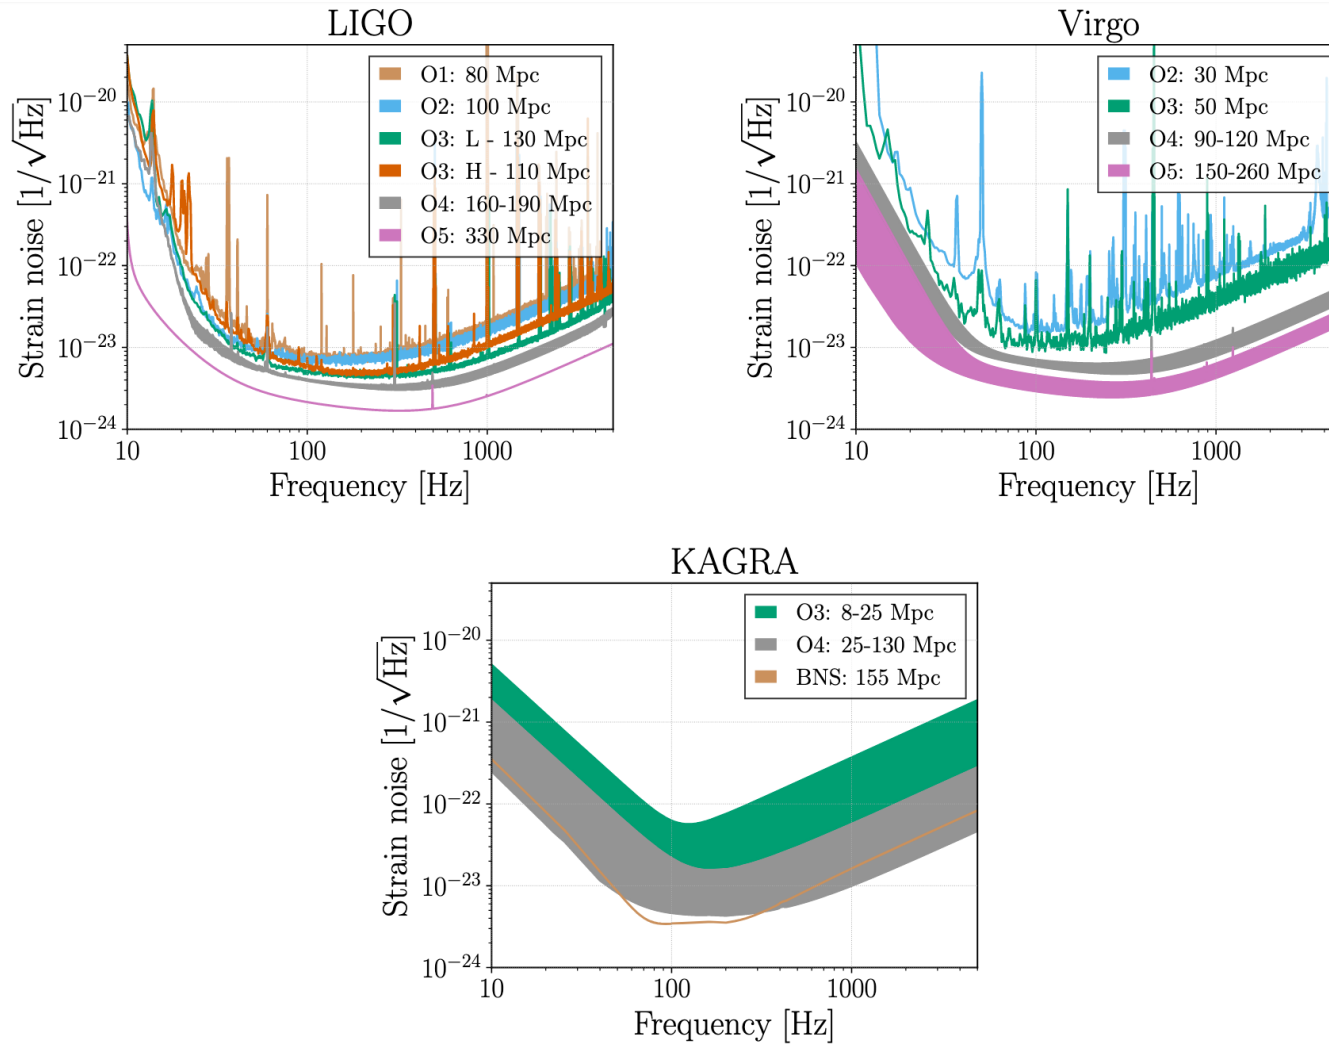 LIGO
Strain noise [1/√Hz]
10⁻²⁰
10⁻²¹
10⁻²²
10⁻²³
10⁻²⁴
O1: 80 Mpc
O2: 100 Mpc
O3: L - 130 Mpc
O3: H - 110 Mpc
O4: 160-190 Mpc
O5: 330 Mpc
10 100 1000
Frequency [Hz]
Virgo
Strain noise [1/√Hz]
10⁻²⁰
10⁻²¹
10⁻²²
10⁻²³
10⁻²⁴
O2: 30 Mpc
O3: 50 Mpc
O4: 90-120 Mpc
O5: 150-260 Mpc
10 100 1000
Frequency [Hz]
KAGRA
Strain noise [1/√Hz]
10⁻²⁰
10⁻²¹
10⁻²²
10⁻²³
10⁻²⁴
O3: 8-25 Mpc
O4: 25-130 Mpc
BNS: 155 Mpc
10 100 1000
Frequency [Hz]